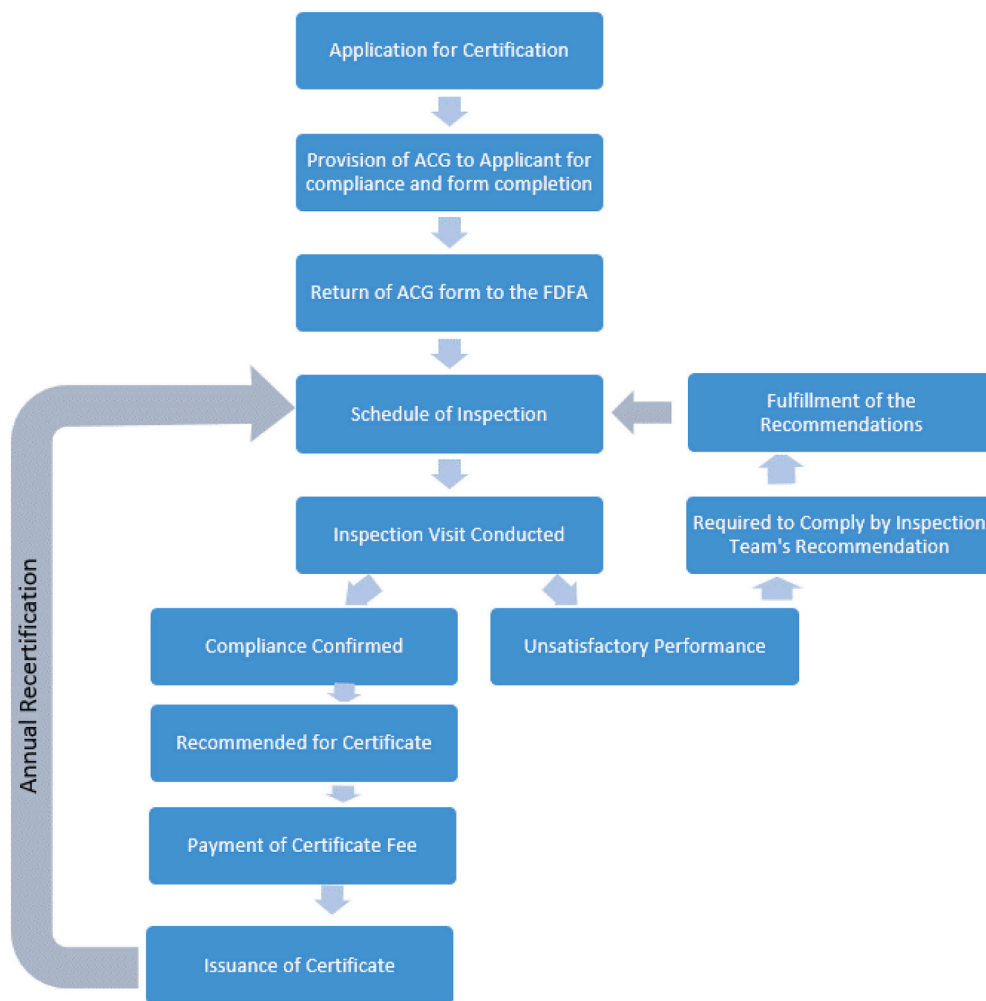 Application for Certification
Provision of ACG to Applicant for
compliance and form completion
Return of ACG form to the FDFA
Schedule of Inspection
Fulfillment of the
Recommendations
Inspection Visit Conducted
Required to Comply by Inspection
Team's Recommendation
Compliance Confirmed
Unsatisfactory Performance
Recommended for Certificate
Payment of Certificate Fee
Issuance of Certificate
Annual Recertification